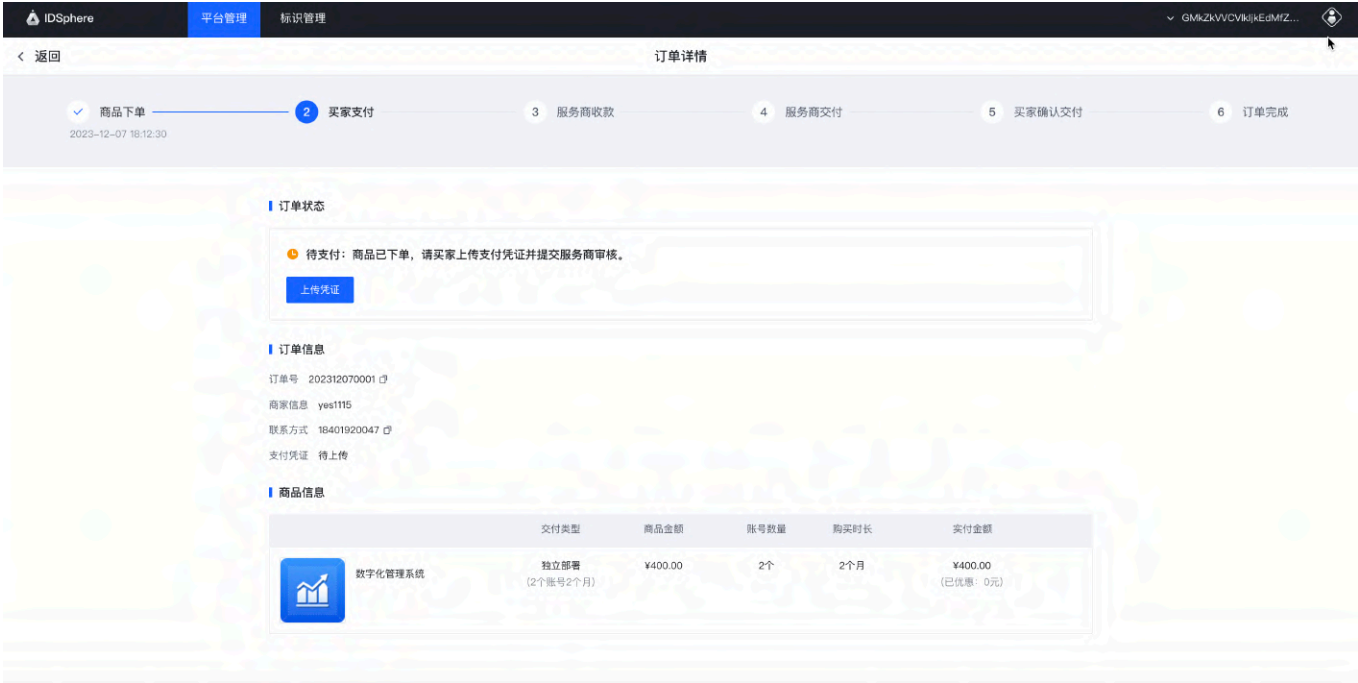 IDSphere 平台管理 标识管理 GMkZkVVCVlkIjkEdMfZ...
返回 订单详情
商品下单 2 买家支付 3 服务商收款 4 服务商交付 5 买家确认交付 6 订单完成
2023-12-07 18:12:30
订单状态
待支付：商品已下单，请买家上传支付凭证并提交服务商审核。
上传凭证
订单信息
订单号 202312070001
商家信息 yes1115
联系方式 18401920047
支付凭证 待上传
商品信息
交付类型 商品金额 账号数量 购买时长 实付金额
数字化管理系统 独立部署 ¥400.00 2个 2个月 ¥400.00
(2个账号2个月) (已优惠：0元)